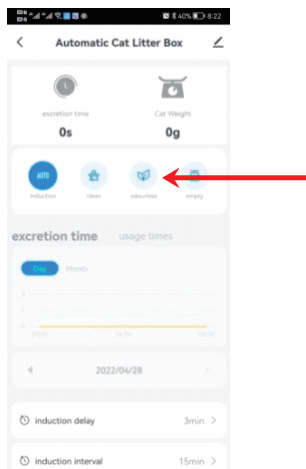 40% 8:22
Automatic Cat Litter Box
excretion time Cat Weight
0s 0g
AUTO
induction clean odourless empty
excretion time usage times
Day Month
2022/04/28
induction delay 3min
induction interval 15min